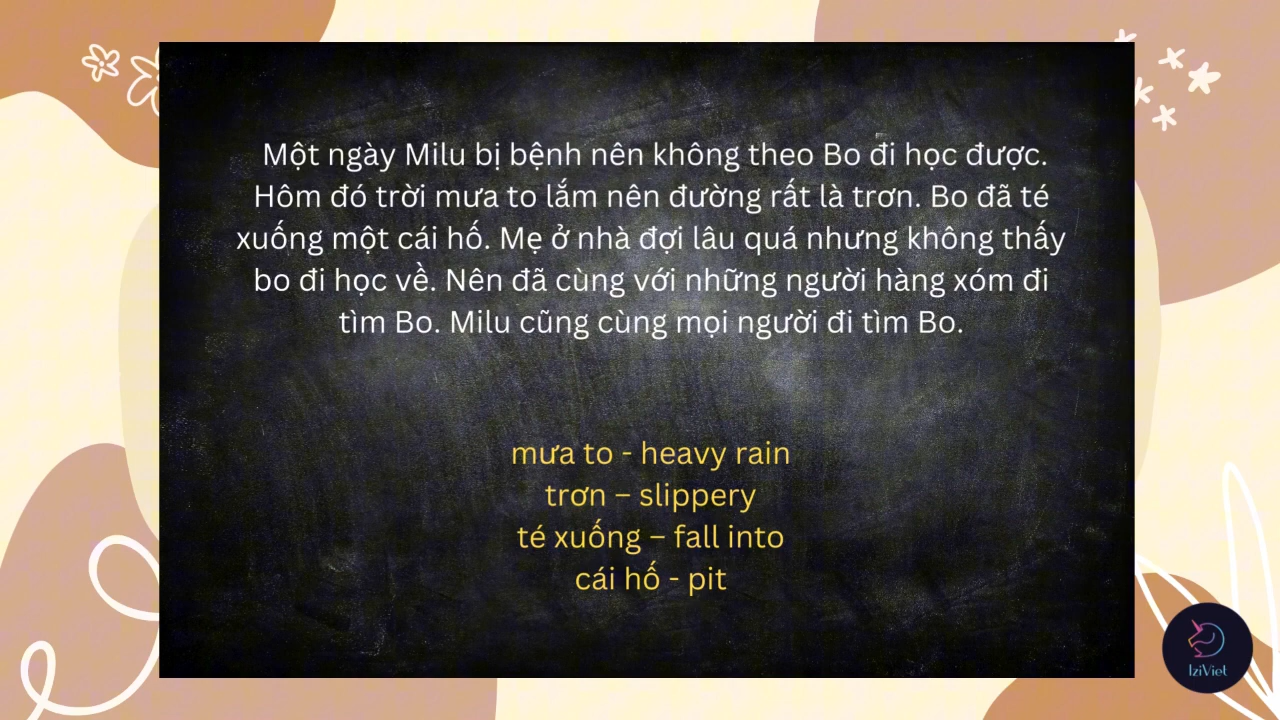 Một ngày Milu bị bệnh nên không theo Bo đi học được.
Hôm đó trời mưa to lắm nên đường rất là trơn. Bo đã té
xuống một cái hố. Mẹ ở nhà đợi lâu quá nhưng không thấy
bo đi học về. Nên đã cùng với những người hàng xóm đi
tìm Bo. Milu cũng cùng mọi người đi tìm Bo.
mưa to - heavy rain
trơn – slippery
té xuống – fall into
cái hố - pit
IziViet